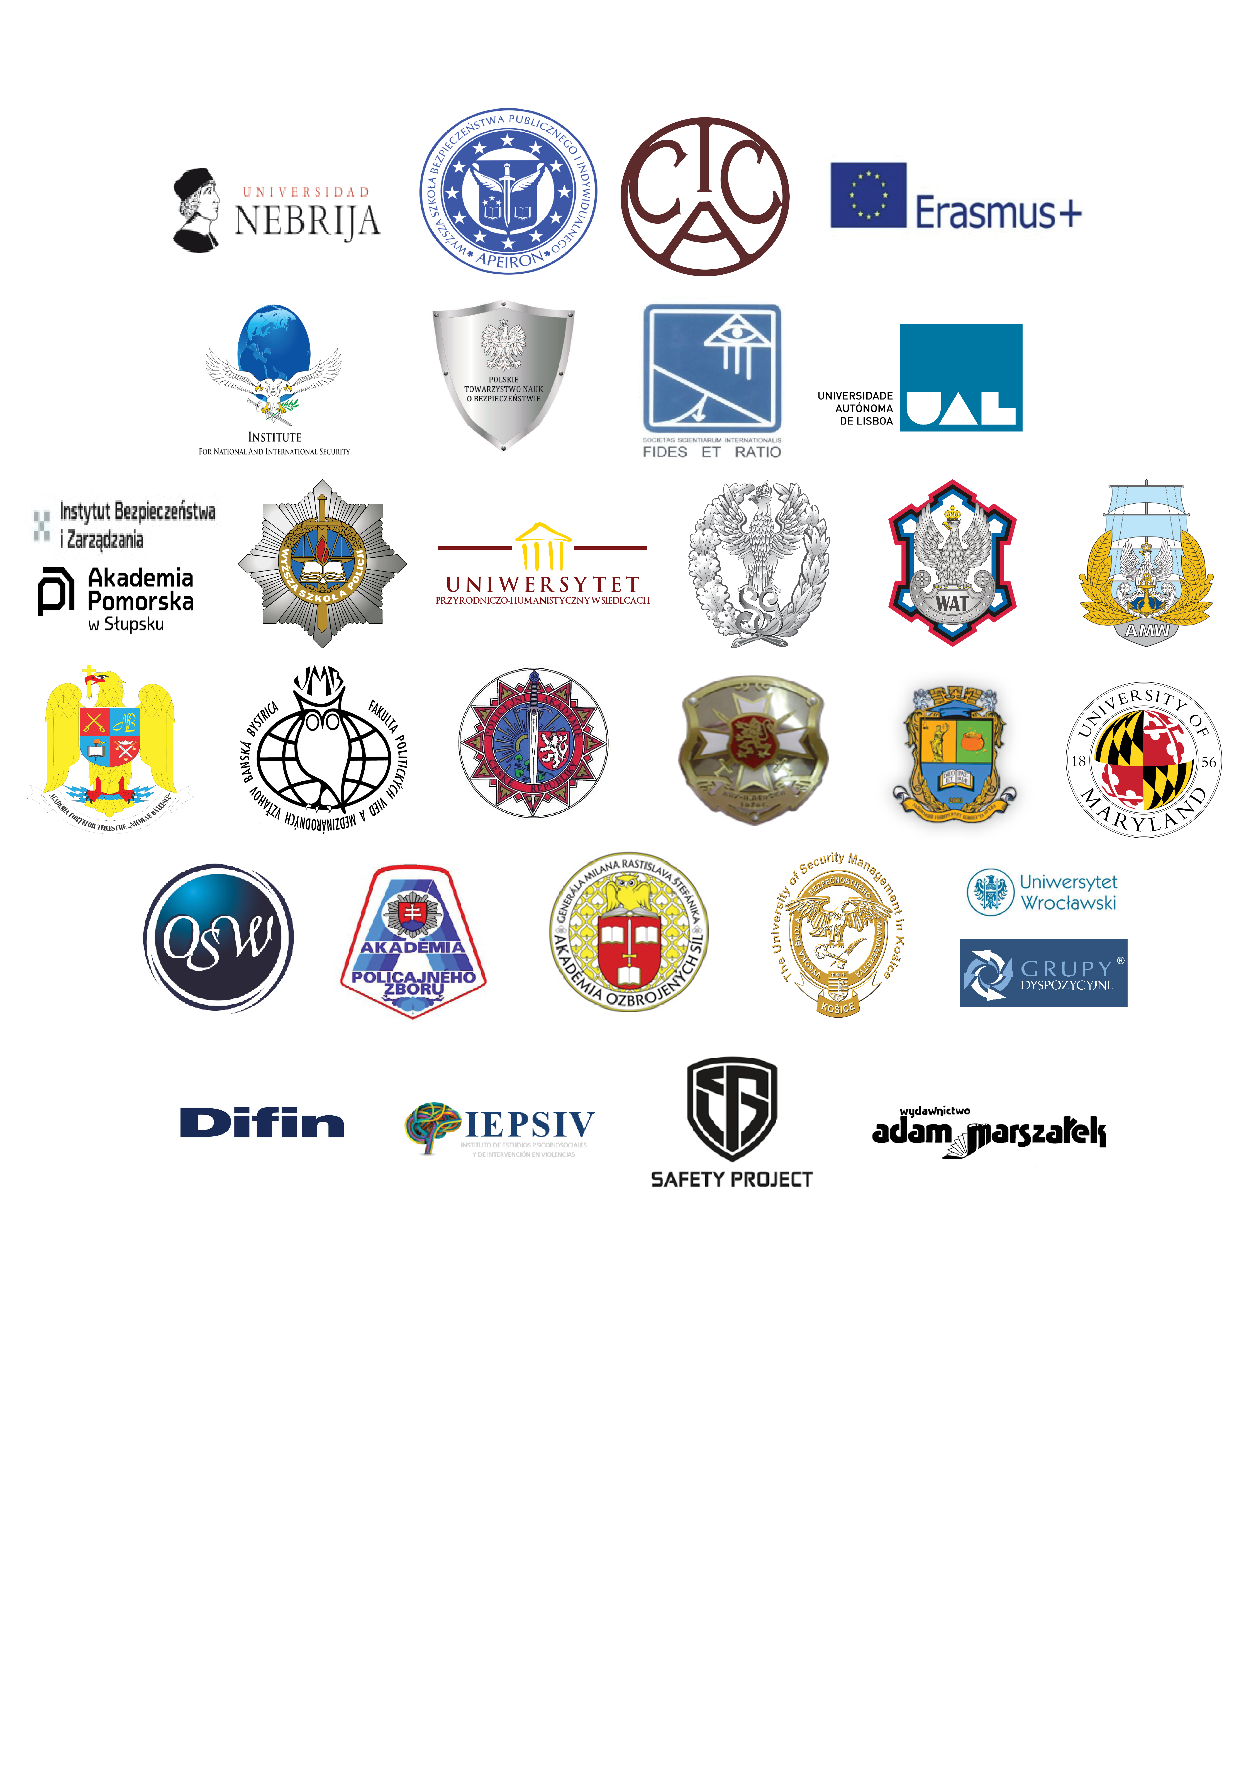 UNIVERSIDAD
NEBRIJA
WYŻSZA SZKOŁA BEZPIECZEŃSTWA PUBLICZNEGO I INDYWIDUALNEGO
APEIRON
CICA
Erasmus+
INSTITUTE
FOR NATIONAL AND INTERNATIONAL SECURITY
POLSKIE
TOWARZYSTWO NAUK
O BEZPIECZEŃSTWIE
SOCIETAS SCIENTIARUM INTERNATIONALIS
FIDES ET RATIO
UNIVERSIDADE
AUTÓNOMA
DE LISBOA
UAL
Instytut Bezpieczeństwa
i Zarządzania
Akademia
Pomorska
w Słupsku
WYŻSZA SZKOŁA POLICJI
UNIWERSYTET
PRZYRODNICZO-HUMANISTYCZNY W SIEDLCACH
WAT
AMW
UMB
FAKULTA POLITICKÝCH VIED A MEDZINÁRODNÝCH VZŤAHOV BANSKÁ BYSTRICA
UNIVERSITY OF
18 56
MARYLAND
OSW
AKADÉMIA
POLICAJNÉHO
ZBORU
GENERÁLA MILANA RASTISLAVA ŠTEFÁNIKA
AKADÉMIA OZBROJENÝCH SÍL
The University of Security Management in Košice
KOŠICE
Uniwersytet
Wrocławski
GRUPY®
DYSPOZYCYJNE
Difin
IEPSIV
INSTITUTO DE ESTUDIOS PSICOBIOSOCIALES
Y DE INTERVENCIÓN EN VIOLENCIAS
SAFETY PROJECT
wydawnictwo
adam marszałek